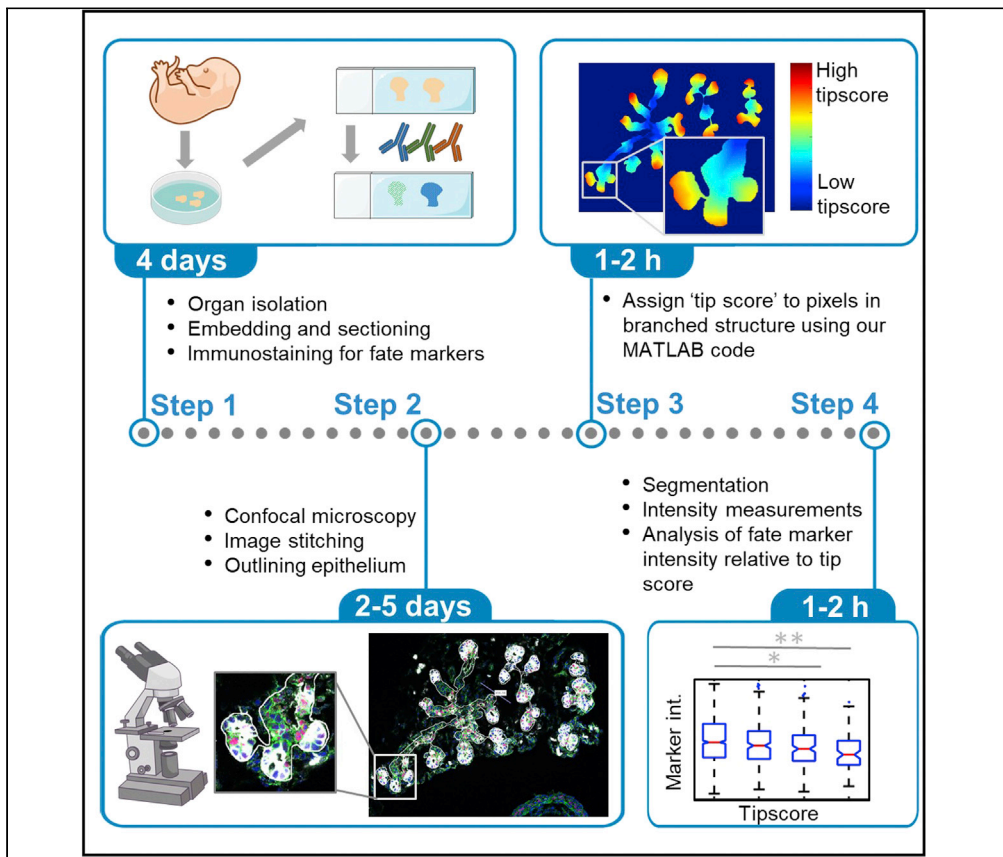 High
tipscore
Low
tipscore
4 days
1-2 h
• Organ isolation
• Embedding and sectioning
• Immunostaining for fate markers
• Assign ‘tip score’ to pixels in
branched structure using our
MATLAB code
Step 1
Step 2
Step 3
Step 4
• Confocal microscopy
• Image stitching
• Outlining epithelium
• Segmentation
• Intensity measurements
• Analysis of fate marker
intensity relative to tip
score
2-5 days
1-2 h
**
*
Marker int.
Tipscore